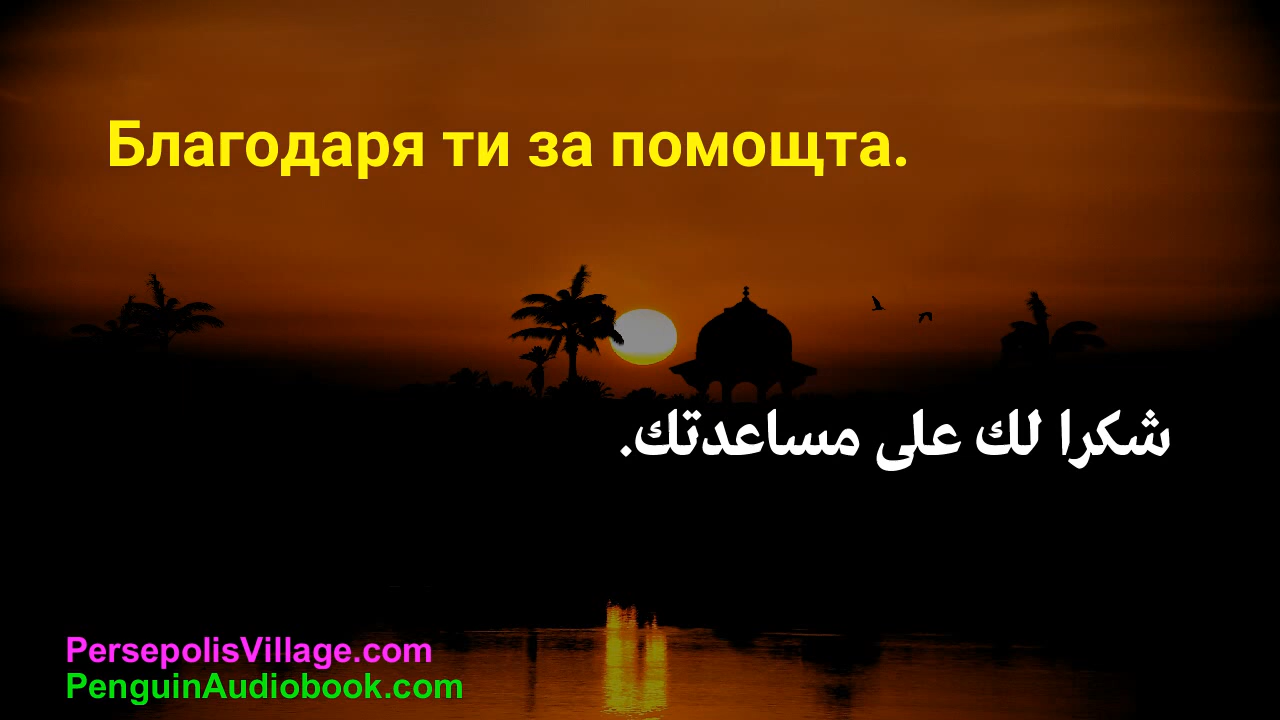 Благодаря ти за помощта.
شكرا لك على مساعدتك.
PersepolisVillage.com
PenguinAudiobook.com